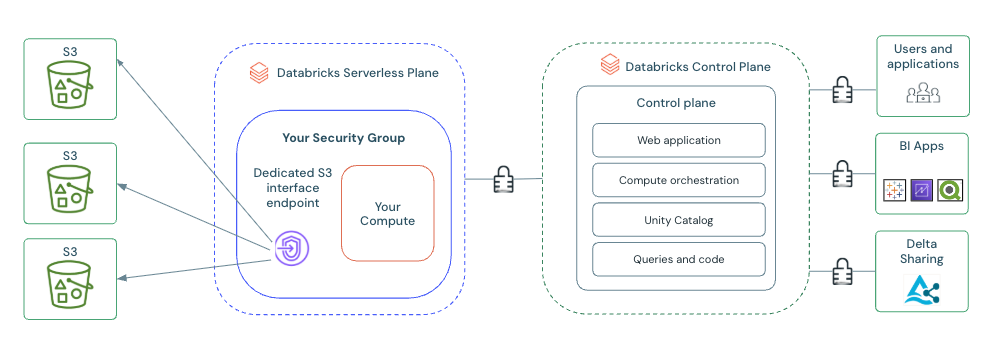 S3
S3
S3
Databricks Serverless Plane
Your Security Group
Dedicated S3
interface
endpoint
Your
Compute
Databricks Control Plane
Control plane
Web application
Compute orchestration
Unity Catalog
Queries and code
Users and
applications
BI Apps
Delta
Sharing